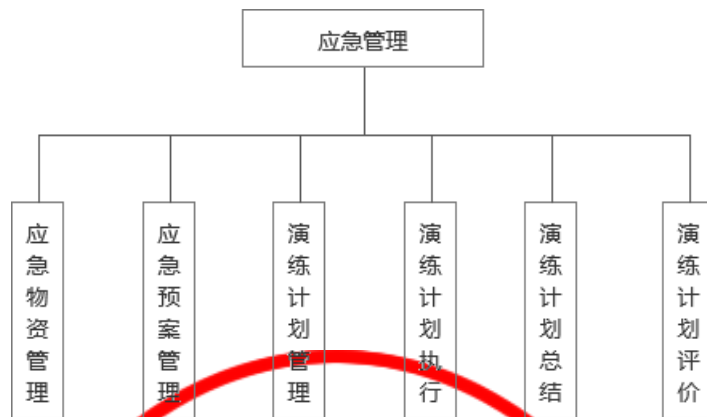 应急管理
应急物资管理
应急预案管理
演练计划管理
演练计划执行
演练计划总结
演练计划评价